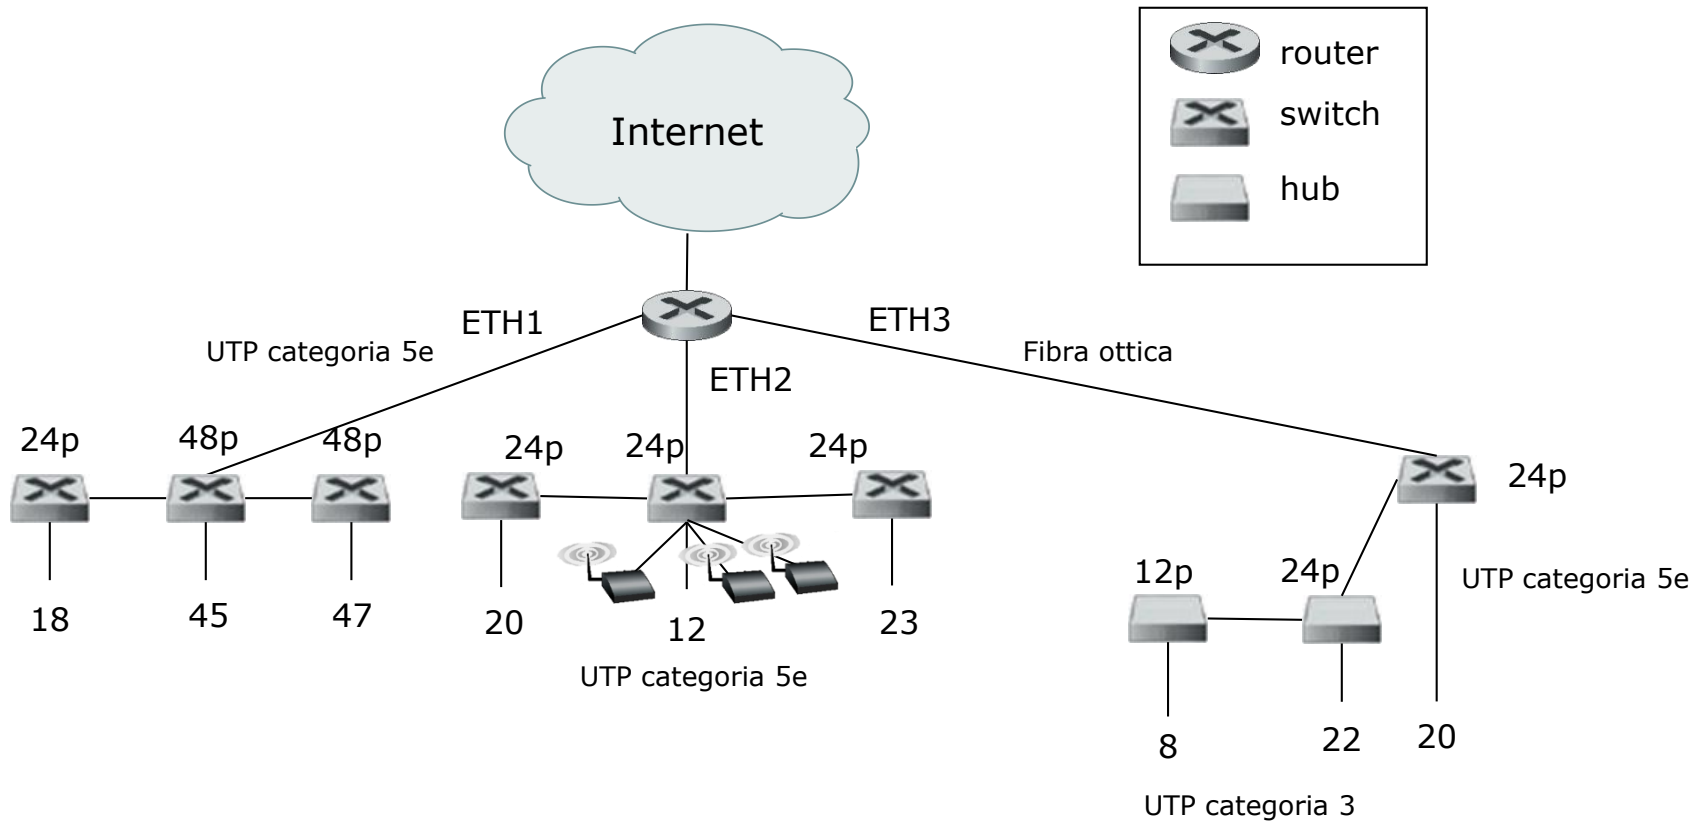 router
switch
hub
Internet
ETH1
ETH3
UTP categoria 5e
Fibra ottica
ETH2
24p
48p
48p
24p
24p
24p
24p
12p
24p
UTP categoria 5e
18
45
47
20
12
23
UTP categoria 5e
8
22
20
UTP categoria 3